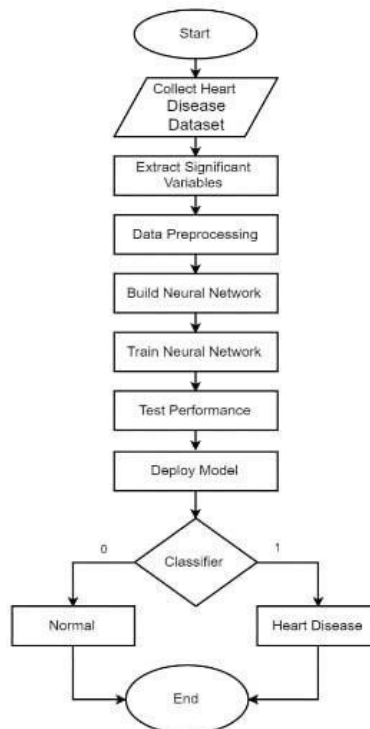 Start
Collect Heart
Disease
Dataset
Extract Significant
Variables
Data Preprocessing
Build Neural Network
Train Neural Network
Test Performance
Deploy Model
0
Classifier
1
Normal
Heart Disease
End